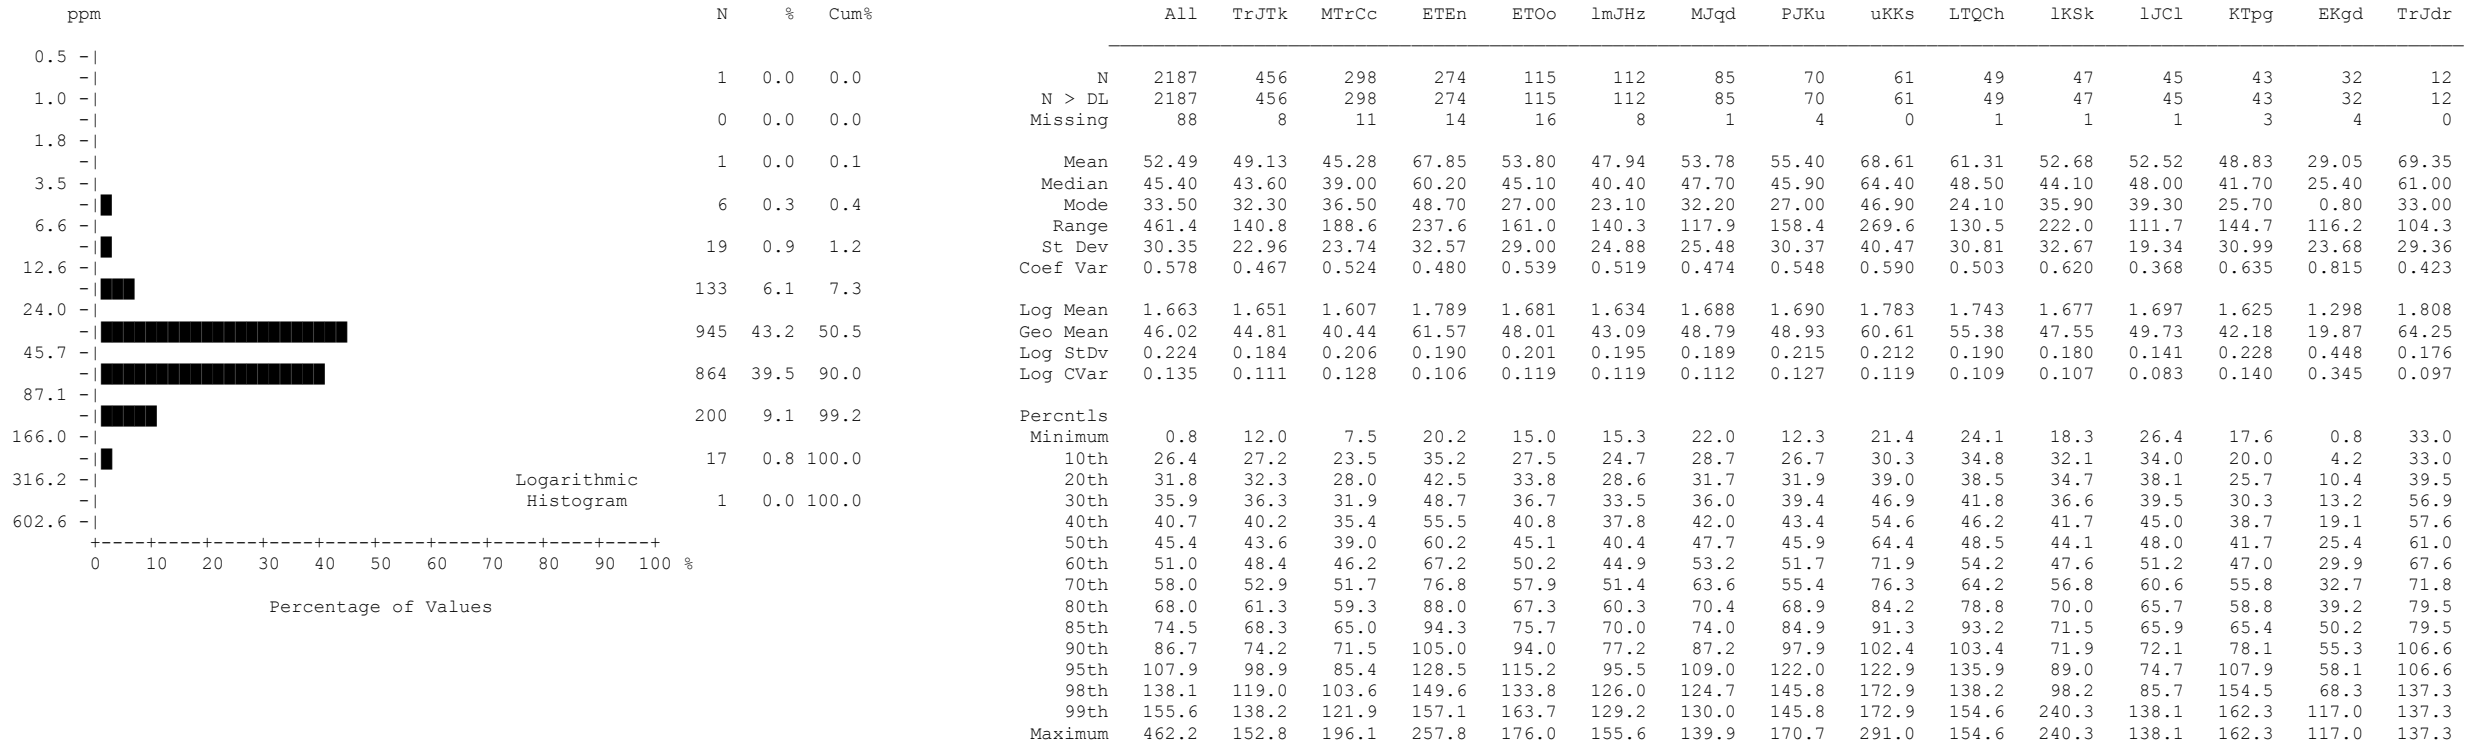 ppm N % Cum% All TrJTk MTrCc ETEn ETOo lmJHz MJqd PJKu uKKs LTQCh lKSk lJCl KTpg EKgd TrJdr
0.5 -|
-| 1 0.0 0.0 N 2187 456 298 274 115 112 85 70 61 49 47 45 43 32 12
1.0 -| N > DL 2187 456 298 274 115 112 85 70 61 49 47 45 43 32 12
-| 0 0.0 0.0 Missing 88 8 11 14 16 8 1 4 0 1 1 1 3 4 0
1.8 -|
-| 1 0.0 0.1 Mean 52.49 49.13 45.28 67.85 53.80 47.94 53.78 55.40 68.61 61.31 52.68 52.52 48.83 29.05 69.35
3.5 -| Median 45.40 43.60 39.00 60.20 45.10 40.40 47.70 45.90 64.40 48.50 44.10 48.00 41.70 25.40 61.00
-| 6 0.3 0.4 Mode 33.50 32.30 36.50 48.70 27.00 23.10 32.20 27.00 46.90 24.10 35.90 39.30 25.70 0.80 33.00
6.6 -| Range 461.4 140.8 188.6 237.6 161.0 140.3 117.9 158.4 269.6 130.5 222.0 111.7 144.7 116.2 104.3
-| 19 0.9 1.2 St Dev 30.35 22.96 23.74 32.57 29.00 24.88 25.48 30.37 40.47 30.81 32.67 19.34 30.99 23.68 29.36
12.6 -| Coef Var 0.578 0.467 0.524 0.480 0.539 0.519 0.474 0.548 0.590 0.503 0.620 0.368 0.635 0.815 0.423
-| 133 6.1 7.3
24.0 -| Log Mean 1.663 1.651 1.607 1.789 1.681 1.634 1.688 1.690 1.783 1.743 1.677 1.697 1.625 1.298 1.808
-| 945 43.2 50.5 Geo Mean 46.02 44.81 40.44 61.57 48.01 43.09 48.79 48.93 60.61 55.38 47.55 49.73 42.18 19.87 64.25
45.7 -| Log StDv 0.224 0.184 0.206 0.190 0.201 0.195 0.189 0.215 0.212 0.190 0.180 0.141 0.228 0.448 0.176
-| 864 39.5 90.0 Log CVar 0.135 0.111 0.128 0.106 0.119 0.119 0.112 0.127 0.119 0.109 0.107 0.083 0.140 0.345 0.097
87.1 -|
-| 200 9.1 99.2 Percntls
166.0 -| Minimum 0.8 12.0 7.5 20.2 15.0 15.3 22.0 12.3 21.4 24.1 18.3 26.4 17.6 0.8 33.0
-| 17 0.8 100.0 10th 26.4 27.2 23.5 35.2 27.5 24.7 28.7 26.7 30.3 34.8 32.1 34.0 20.0 4.2 33.0
316.2 -| Logarithmic 20th 31.8 32.3 28.0 42.5 33.8 28.6 31.7 31.9 39.0 38.5 34.7 38.1 25.7 10.4 39.5
-| Histogram 1 0.0 100.0 30th 35.9 36.3 31.9 48.7 36.7 33.5 36.0 39.4 46.9 41.8 36.6 39.5 30.3 13.2 56.9
602.6 -| 40th 40.7 40.2 35.4 55.5 40.8 37.8 42.0 43.4 54.6 46.2 41.7 45.0 38.7 19.1 57.6
+----+----+----+----+----+----+----+----+----+----+ 50th 45.4 43.6 39.0 60.2 45.1 40.4 47.7 45.9 64.4 48.5 44.1 48.0 41.7 25.4 61.0
0 10 20 30 40 50 60 70 80 90 100 % 60th 51.0 48.4 46.2 67.2 50.2 44.9 53.2 51.7 71.9 54.2 47.6 51.2 47.0 29.9 67.6
70th 58.0 52.9 51.7 76.8 57.9 51.4 63.6 55.4 76.3 64.2 56.8 60.6 55.8 32.7 71.8
Percentage of Values 80th 68.0 61.3 59.3 88.0 67.3 60.3 70.4 68.9 84.2 78.8 70.0 65.7 58.8 39.2 79.5
85th 74.5 68.3 65.0 94.3 75.7 70.0 74.0 84.9 91.3 93.2 71.5 65.9 65.4 50.2 79.5
90th 86.7 74.2 71.5 105.0 94.0 77.2 87.2 97.9 102.4 103.4 71.9 72.1 78.1 55.3 106.6
95th 107.9 98.9 85.4 128.5 115.2 95.5 109.0 122.0 122.9 135.9 89.0 74.7 107.9 58.1 106.6
98th 138.1 119.0 103.6 149.6 133.8 126.0 124.7 145.8 172.9 138.2 98.2 85.7 154.5 68.3 137.3
99th 155.6 138.2 121.9 157.1 163.7 129.2 130.0 145.8 172.9 154.6 240.3 138.1 162.3 117.0 137.3
Maximum 462.2 152.8 196.1 257.8 176.0 155.6 139.9 170.7 291.0 154.6 240.3 138.1 162.3 117.0 137.3